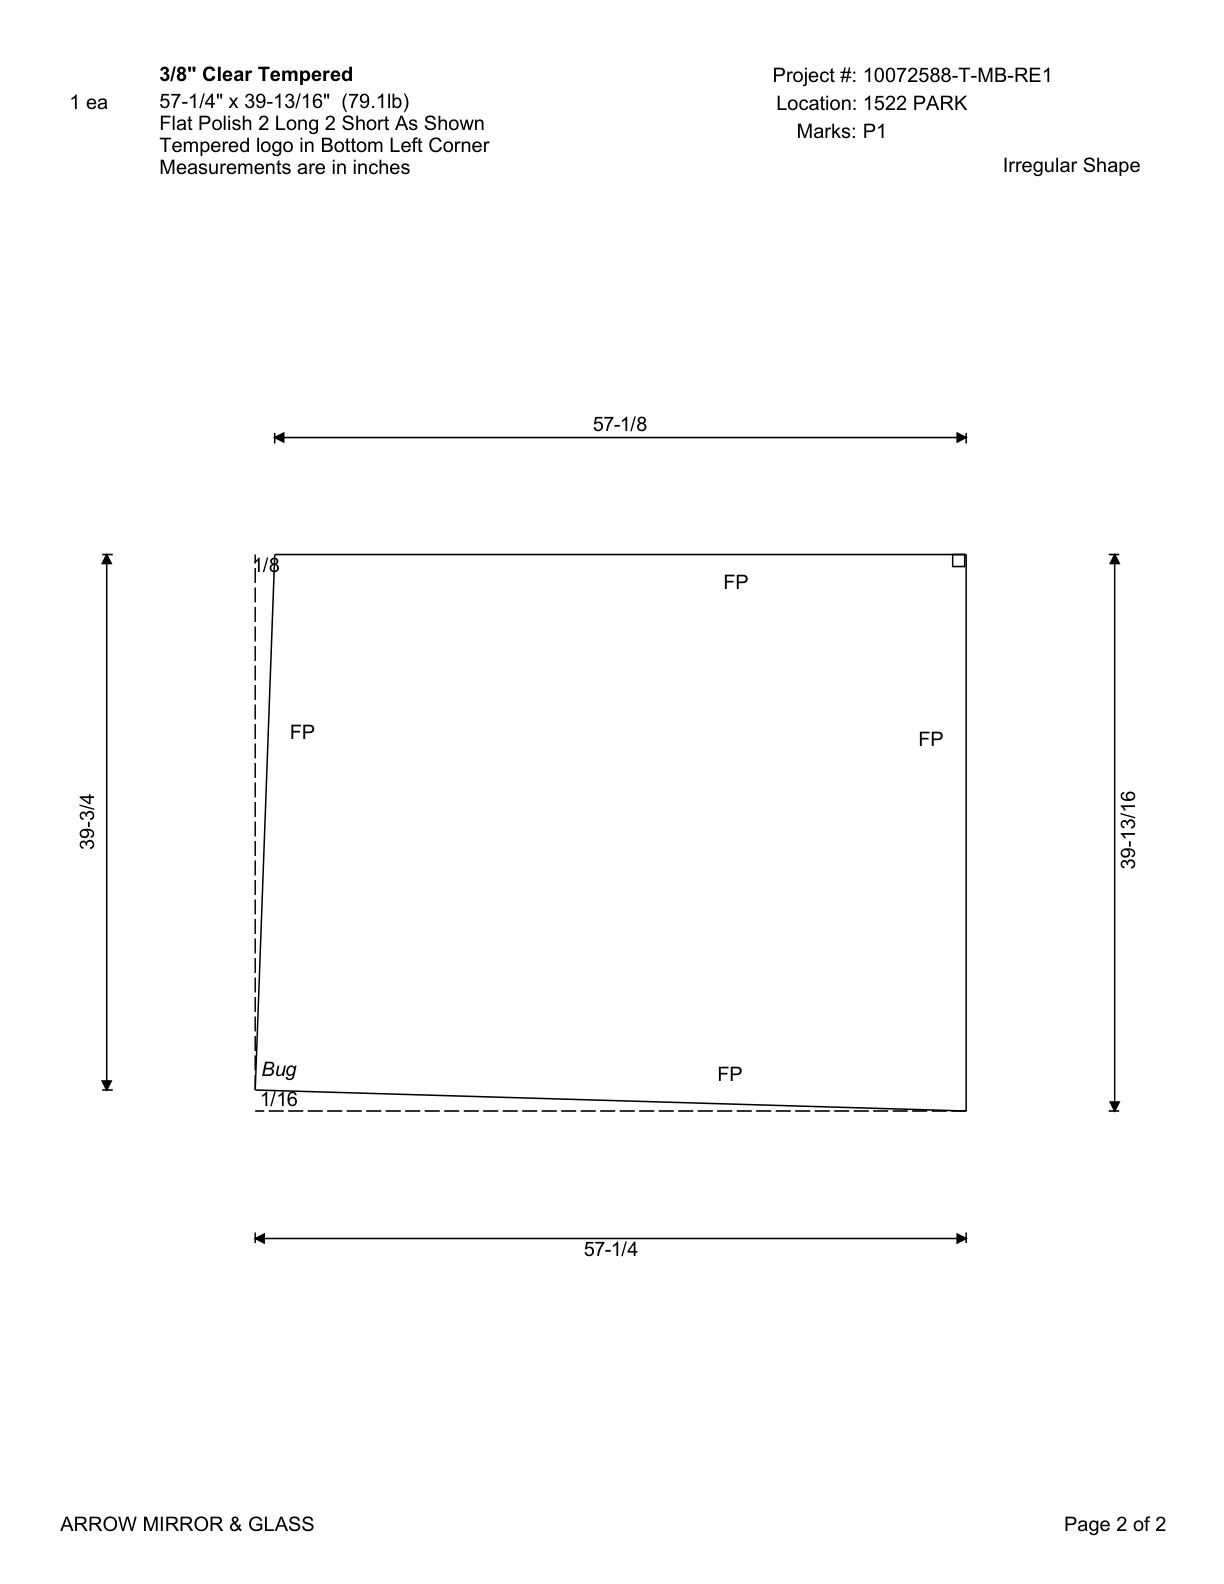 3/8" Clear Tempered
1 ea
57-1/4" x 39-13/16" (79.1lb)
Flat Polish 2 Long 2 Short As Shown
Tempered logo in Bottom Left Corner
Measurements are in inches
Project #: 10072588-T-MB-RE1
Location: 1522 PARK
Marks: P1
Irregular Shape
57-1/8
1/8
FP
FP
FP
39-3/4
39-13/16
Bug
FP
1/16
57-1/4
ARROW MIRROR & GLASS
Page 2 of 2